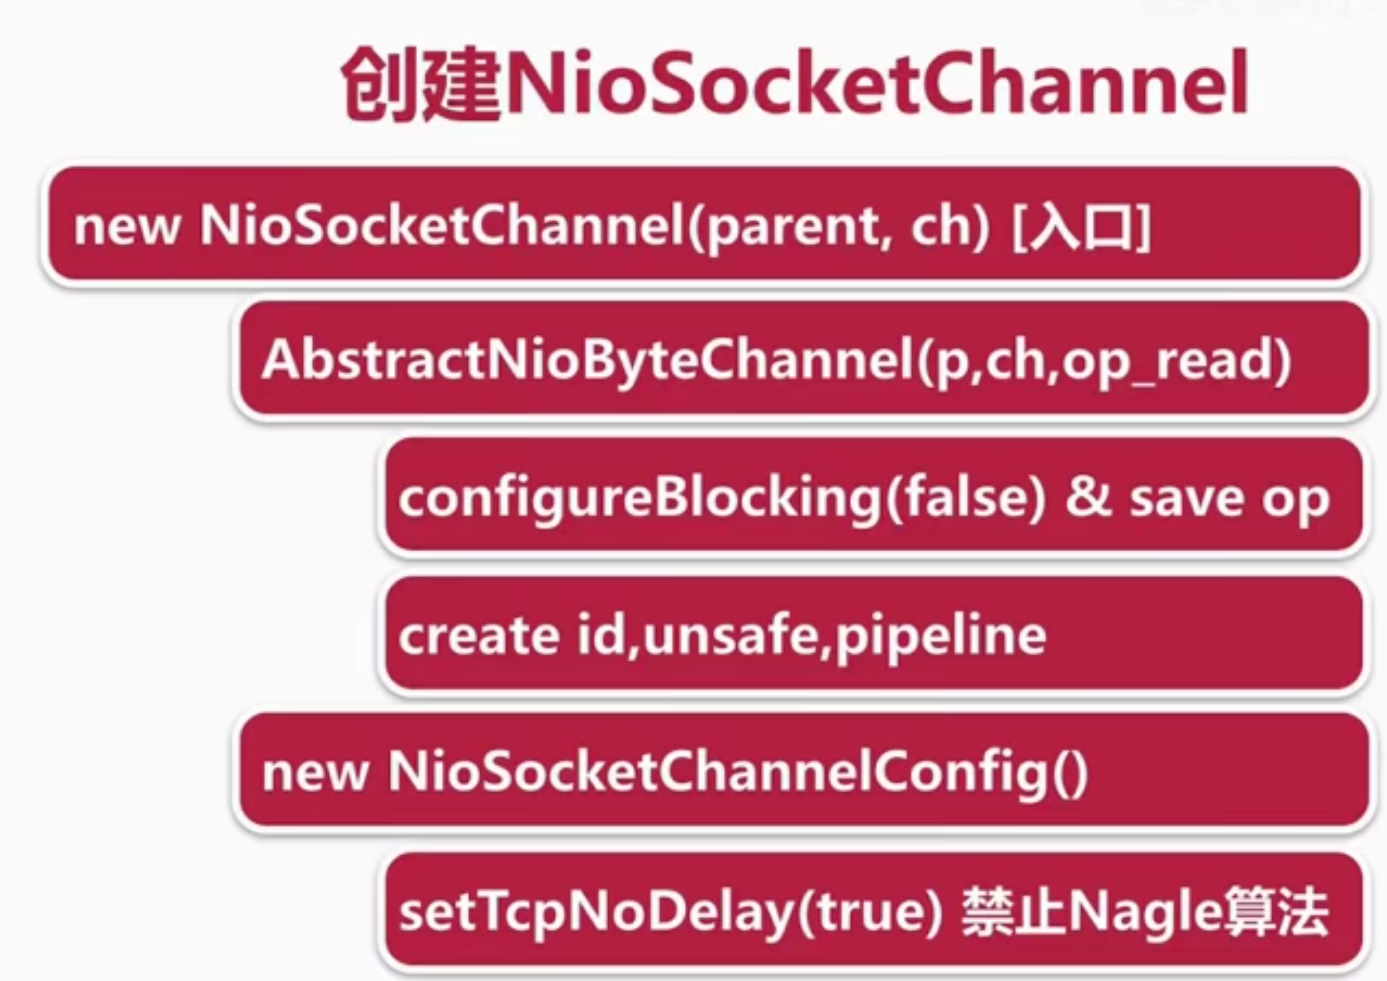 创建NioSocketChannel
new NioSocketChannel(parent, ch) [入口]
AbstractNioByteChannel(p,ch,op_read)
configureBlocking(false) & save op
create id,unsafe,pipeline
new NioSocketChannelConfig()
setTcpNoDelay(true) 禁止Nagle算法